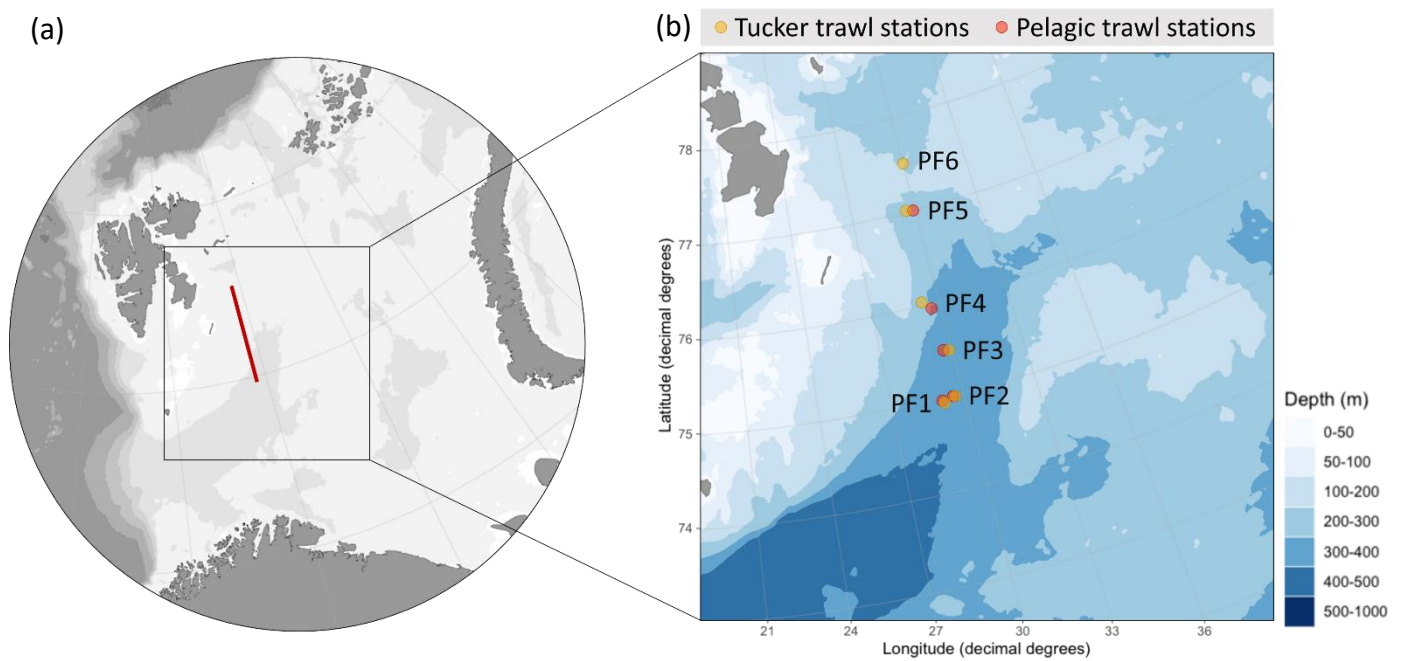 (a)
(b)
Tucker trawl stations Pelagic trawl stations
PF6
PF5
PF4
PF3
PF1 PF2
78
77
76
75
74
Latitude (decimal degrees)
21 24 27 30 33 36
Longitude (decimal degrees)
Depth (m)
0-50
50-100
100-200
200-300
300-400
400-500
500-1000